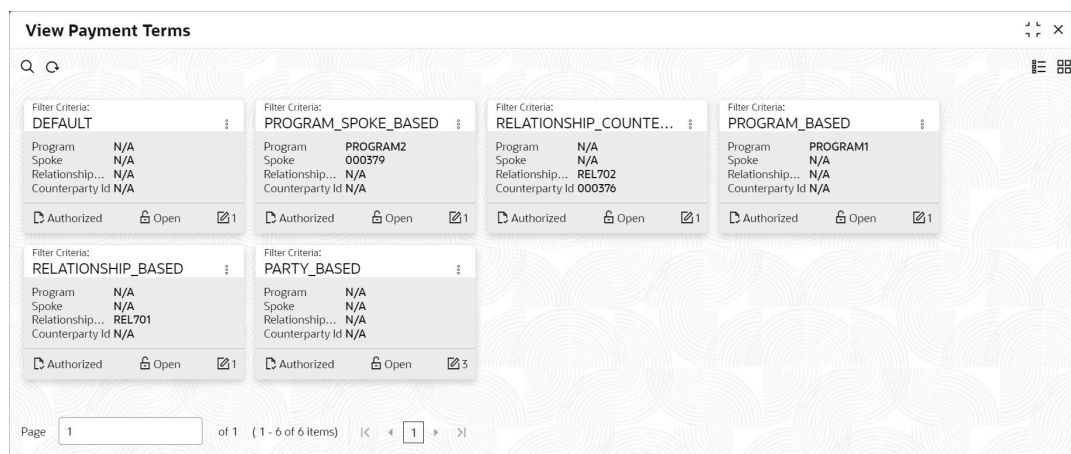 View Payment Terms
Filter Criteria:
DEFAULT
Program N/A
Spoke N/A
Relationship... N/A
Counterparty Id N/A
Authorized Open 1
Filter Criteria:
PROGRAM_SPOKE_BASED
Program PROGRAM2
Spoke 000379
Relationship... N/A
Counterparty Id N/A
Authorized Open 1
Filter Criteria:
RELATIONSHIP_COUNTE...
Program N/A
Spoke N/A
Relationship... REL702
Counterparty Id 000376
Authorized Open 1
Filter Criteria:
PROGRAM_BASED
Program PROGRAM1
Spoke N/A
Relationship... N/A
Counterparty Id N/A
Authorized Open 1
Filter Criteria:
RELATIONSHIP_BASED
Program N/A
Spoke N/A
Relationship... REL701
Counterparty Id N/A
Authorized Open 1
Filter Criteria:
PARTY_BASED
Program N/A
Spoke N/A
Relationship... N/A
Counterparty Id N/A
Authorized Open 3
Page 1 of 1 ( 1 - 6 of 6 items) 1